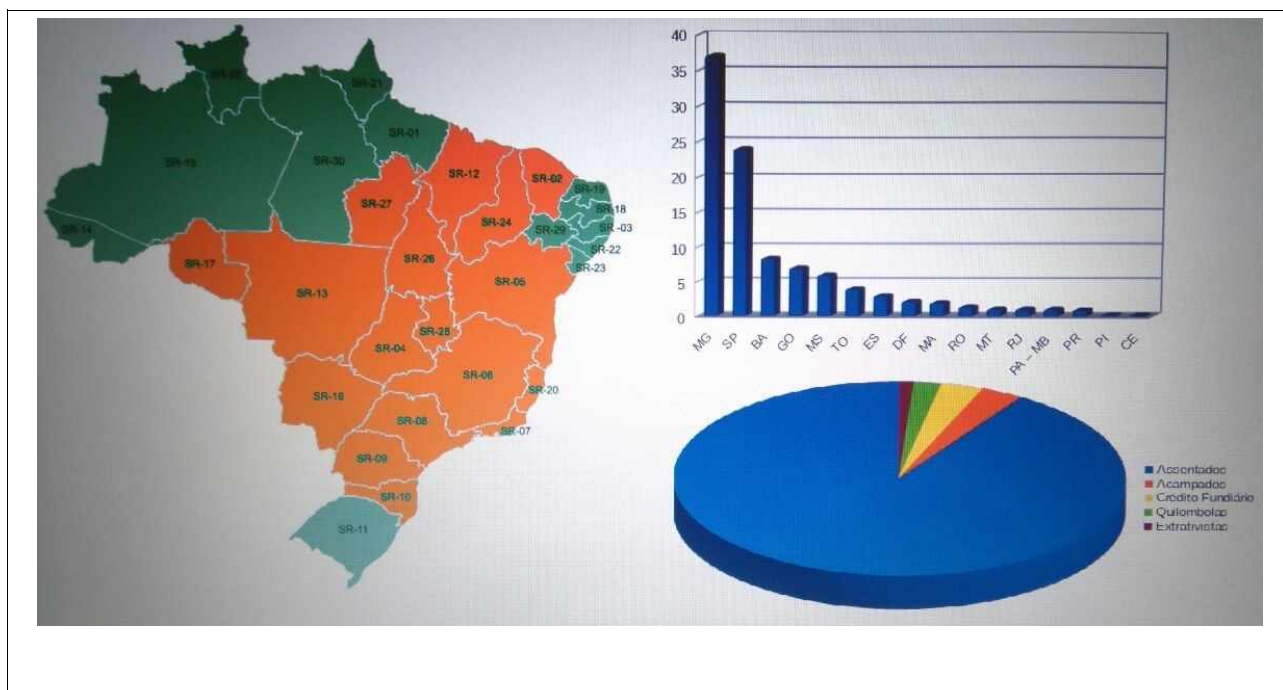 SR-21
SR-01
SR-15
SR-30
SR-12
SR-02
SR-19
SR-27
SR-18
SR-24
SR-29
SR -03
SR-14
SR-22
SR-17
SR-26
SR-23
SR-13
SR-05
SR-28
SR-04
SR-06
SR-16
SR-20
SR-08
SR-07
SR-09
SR-10
SR-11
40
35
30
25
20
15
10
5
0
MG SP BA GO MS TO ES DF MA RO MT RJ PA – MB PR PI CE
Assentados
Acampados
Crédito Fundiário
Quilombolas
Extrativistas